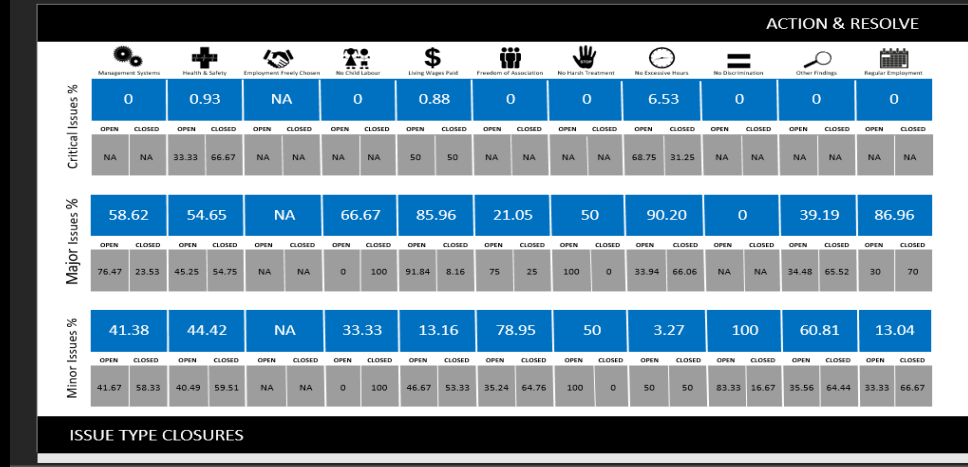 ACTION & RESOLVE
Management Systems Health & Safety Employment Freely Chosen No Child Labour Living Wages Paid Freedom of Association No Harsh Treatment No Excessive Hours No Discrimination Other Findings Regular Employment
STOP
Critical Issues %
0 0.93 NA 0 0.88 0 0 6.53 0 0 0
OPEN CLOSED OPEN CLOSED OPEN CLOSED OPEN CLOSED OPEN CLOSED OPEN CLOSED OPEN CLOSED OPEN CLOSED OPEN CLOSED OPEN CLOSED OPEN CLOSED
NA NA 33.33 66.67 NA NA NA NA 50 50 NA NA NA NA 68.75 31.25 NA NA NA NA NA NA
Major Issues %
58.62 54.65 NA 66.67 85.96 21.05 50 90.20 0 39.19 86.96
OPEN CLOSED OPEN CLOSED OPEN CLOSED OPEN CLOSED OPEN CLOSED OPEN CLOSED OPEN CLOSED OPEN CLOSED OPEN CLOSED OPEN CLOSED OPEN CLOSED
76.47 23.53 45.25 54.75 NA NA 0 100 91.84 8.16 75 25 100 0 33.94 66.06 NA NA 34.48 65.52 30 70
Minor Issues %
41.38 44.42 NA 33.33 13.16 78.95 50 3.27 100 60.81 13.04
OPEN CLOSED OPEN CLOSED OPEN CLOSED OPEN CLOSED OPEN CLOSED OPEN CLOSED OPEN CLOSED OPEN CLOSED OPEN CLOSED OPEN CLOSED OPEN CLOSED
41.67 58.33 40.49 59.51 NA NA 0 100 46.67 53.33 35.24 64.76 100 0 50 50 83.33 16.67 35.56 64.44 33.33 66.67
ISSUE TYPE CLOSURES